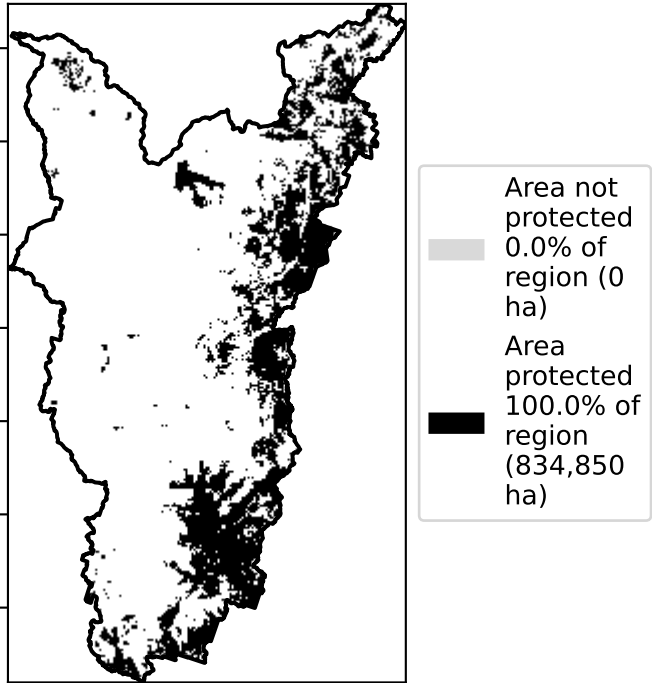 Area not
protected
0.0% of
region (0
ha)
Area
protected
100.0% of
region
(834,850
ha)